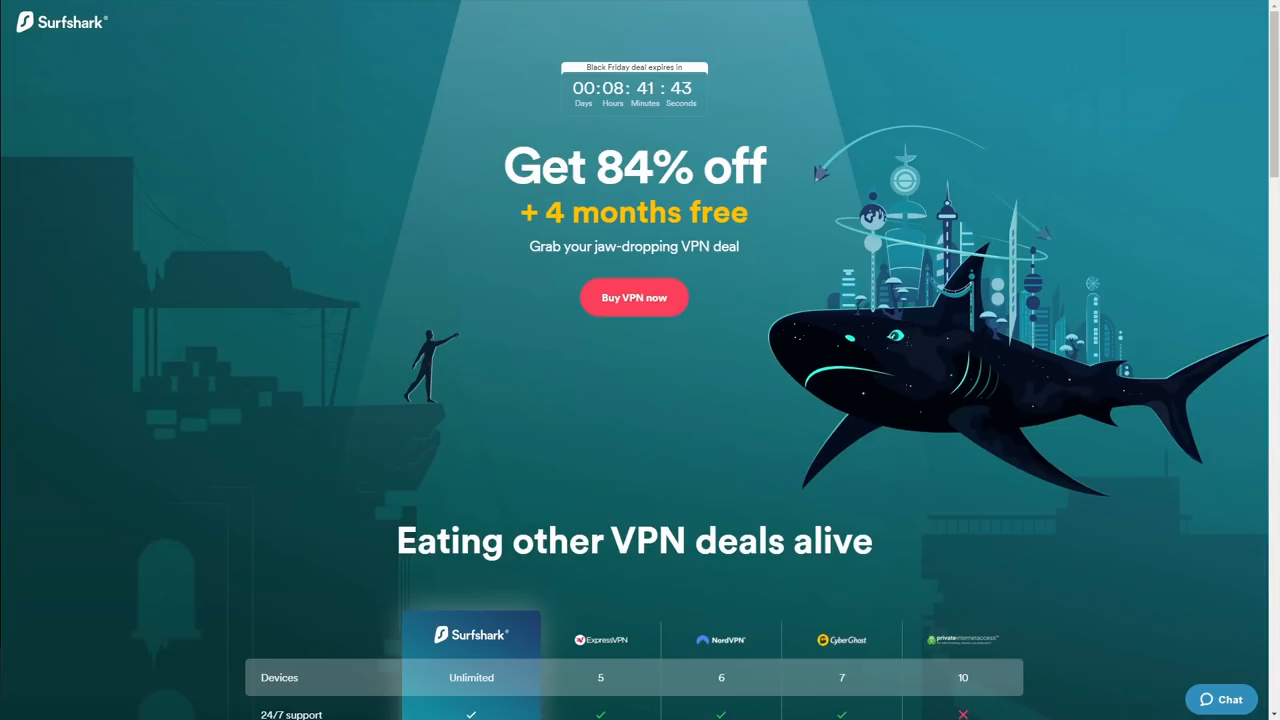 Surfshark®
Black Friday deal expires in
00:08: 41 : 43
Days Hours Minutes Seconds
Get 84% off
+ 4 months free
Grab your jaw-dropping VPN deal
Buy VPN now
Eating other VPN deals alive
Surfshark® ExpressVPN NordVPN® CyberGhost privateinternetaccess™
Devices Unlimited 5 6 7 10
24/7 support
Chat